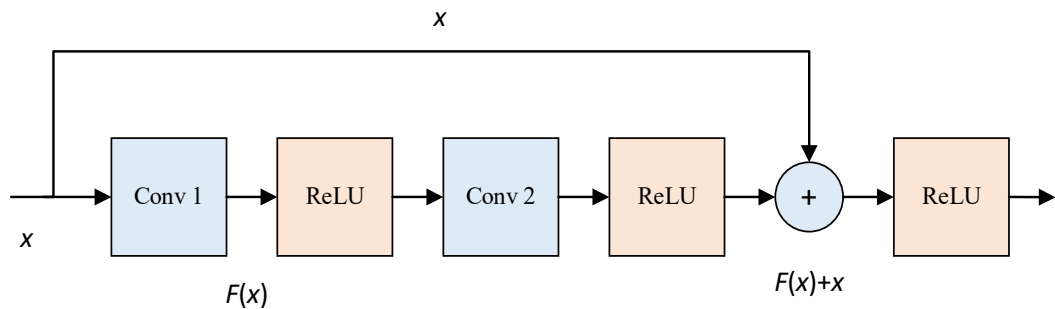 x
Conv 1
ReLU
Conv 2
ReLU
+
ReLU
x
F(x)
F(x)+x